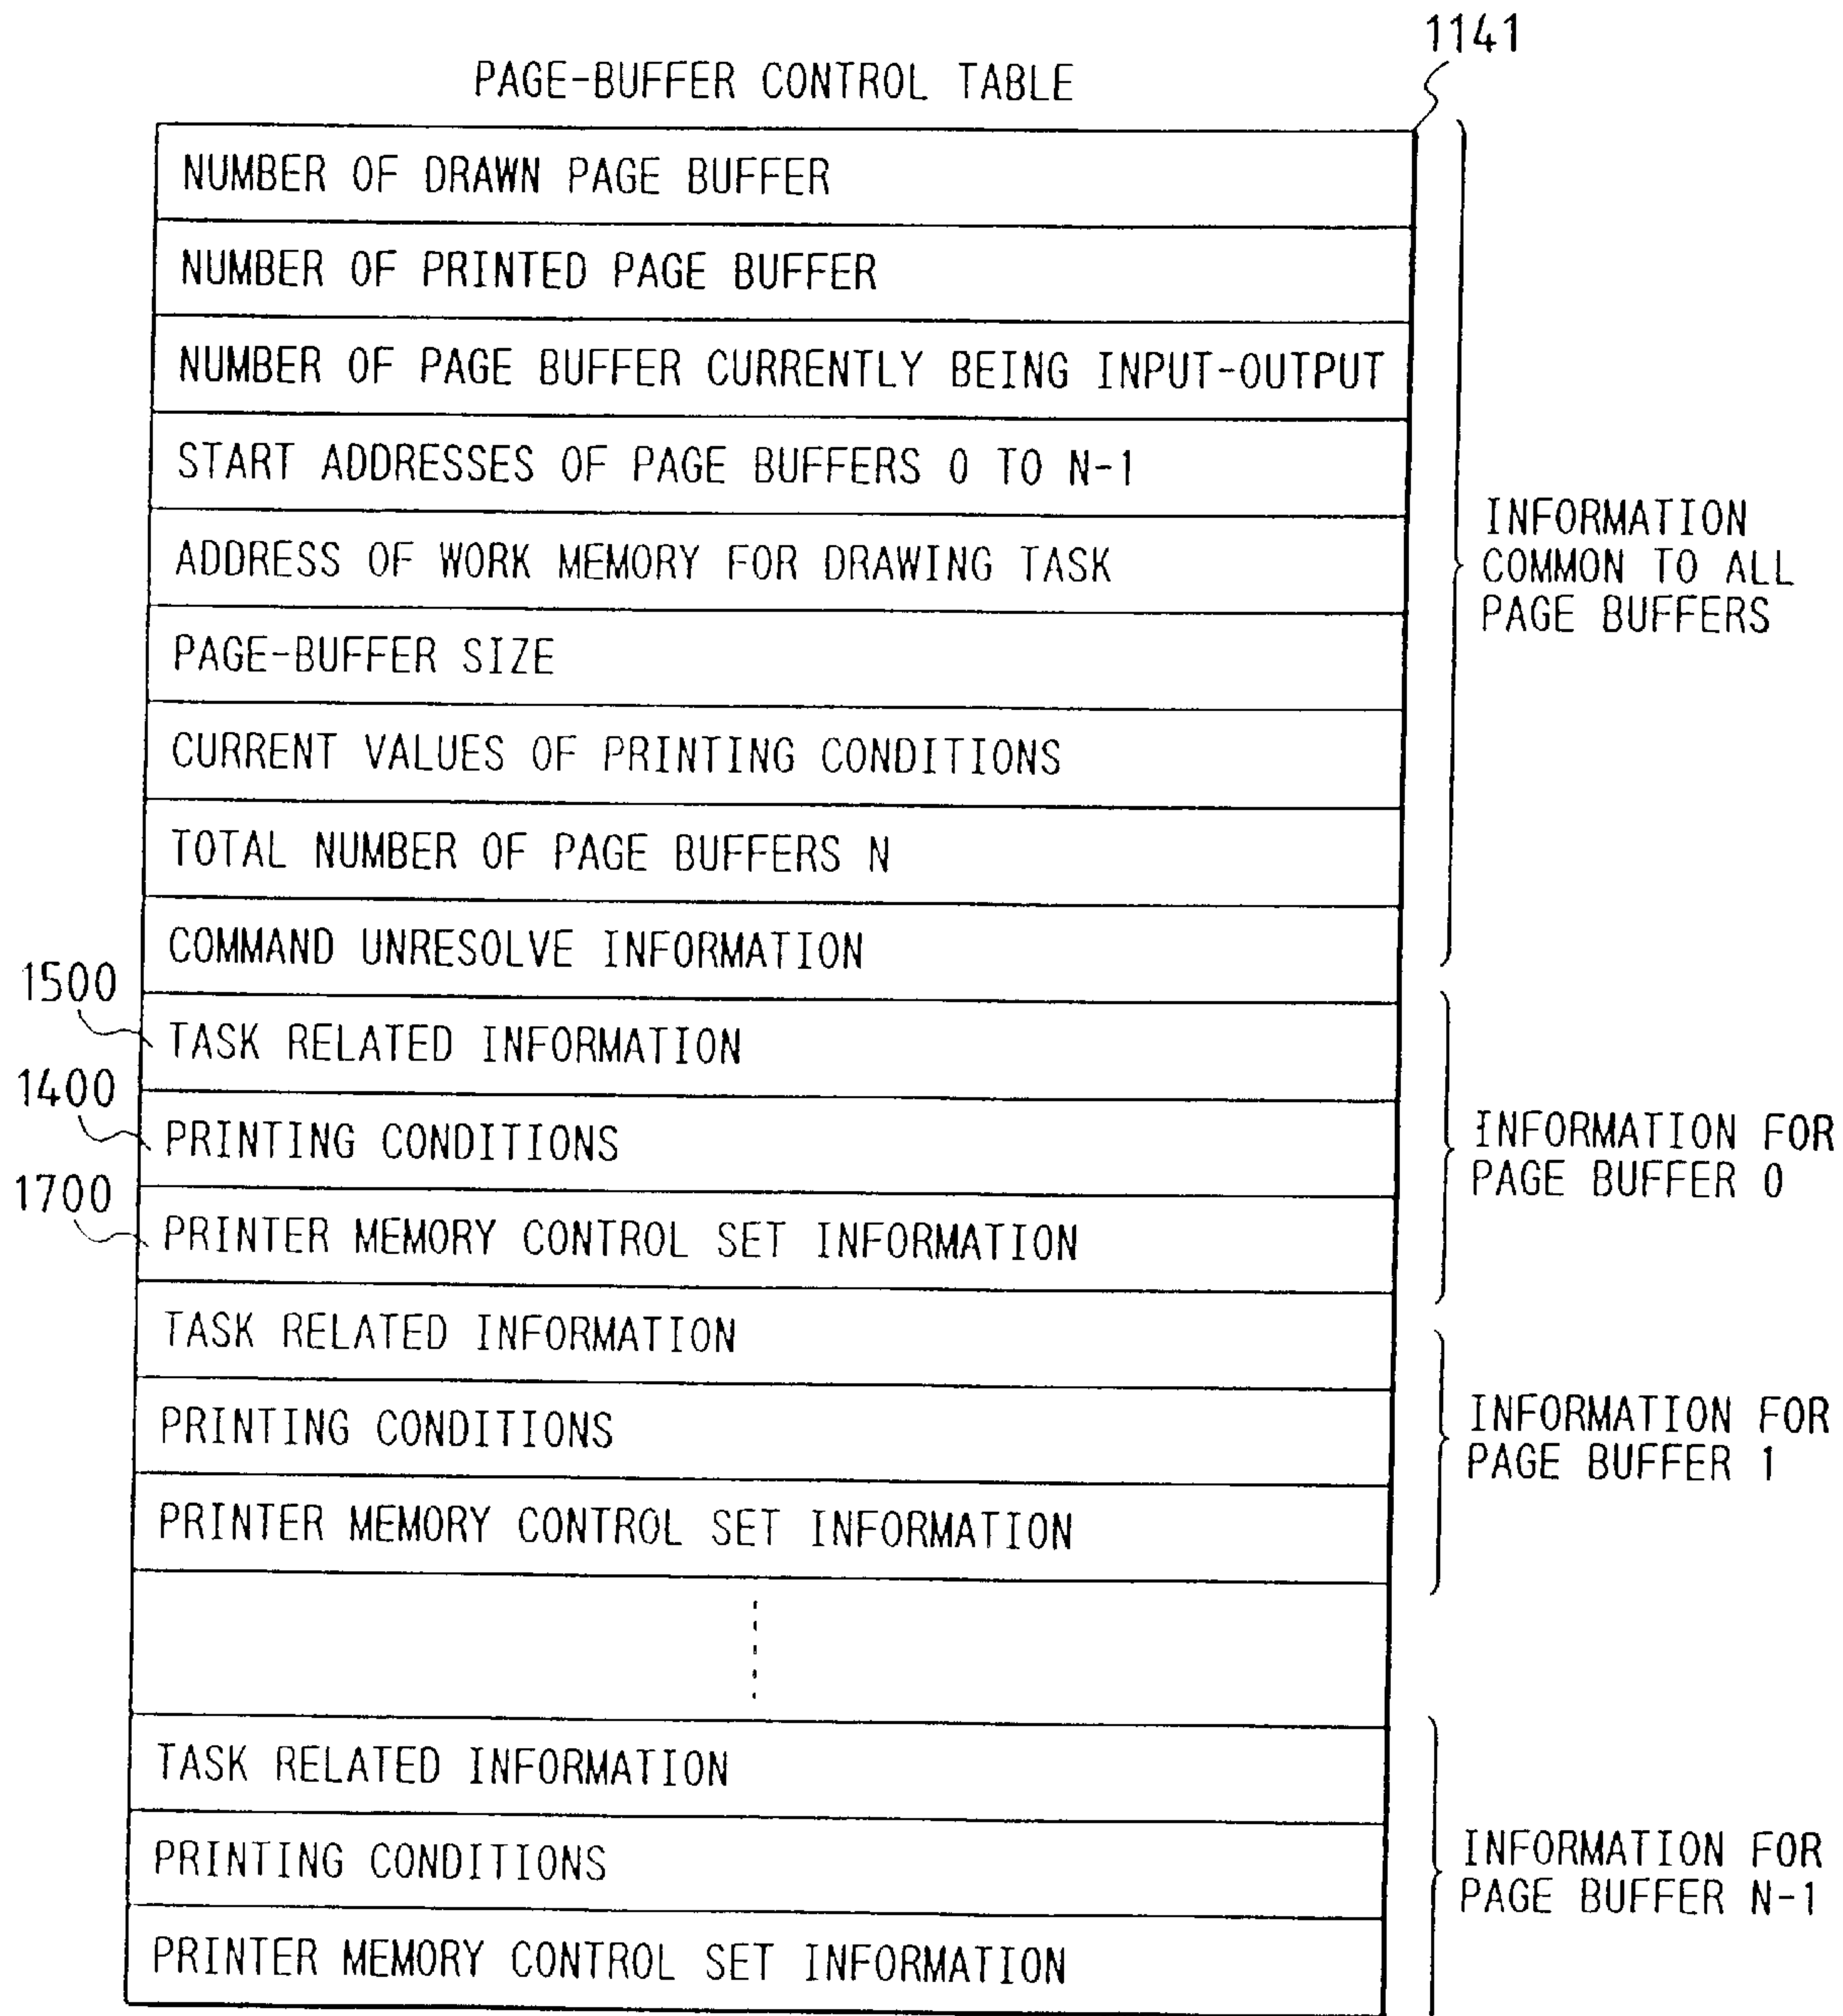 1141
PAGE-BUFFER CONTROL TABLE
NUMBER OF DRAWN PAGE BUFFER
NUMBER OF PRINTED PAGE BUFFER
NUMBER OF PAGE BUFFER CURRENTLY BEING INPUT-OUTPUT
START ADDRESSES OF PAGE BUFFERS 0 TO N-1
ADDRESS OF WORK MEMORY FOR DRAWING TASK
PAGE-BUFFER SIZE
CURRENT VALUES OF PRINTING CONDITIONS
TOTAL NUMBER OF PAGE BUFFERS N
COMMAND UNRESOLVE INFORMATION
INFORMATION
COMMON TO ALL
PAGE BUFFERS
1500
TASK RELATED INFORMATION
1400
PRINTING CONDITIONS
1700
PRINTER MEMORY CONTROL SET INFORMATION
INFORMATION FOR
PAGE BUFFER 0
TASK RELATED INFORMATION
PRINTING CONDITIONS
PRINTER MEMORY CONTROL SET INFORMATION
INFORMATION FOR
PAGE BUFFER 1
TASK RELATED INFORMATION
PRINTING CONDITIONS
PRINTER MEMORY CONTROL SET INFORMATION
INFORMATION FOR
PAGE BUFFER N-1